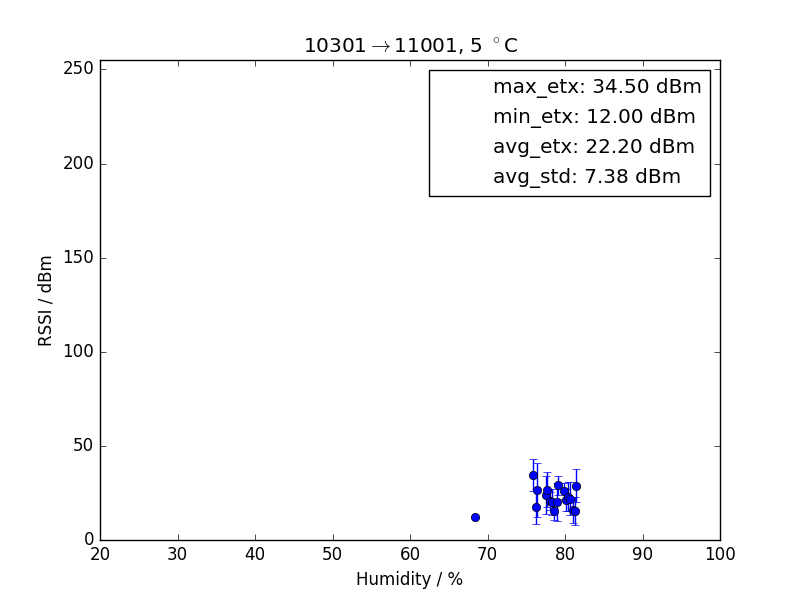 10301→11001, 5 °C
max_etx: 34.50 dBm
min_etx: 12.00 dBm
avg_etx: 22.20 dBm
avg_std: 7.38 dBm
250
200
150
100
50
0
RSSI / dBm
20 30 40 50 60 70 80 90 100
Humidity / %